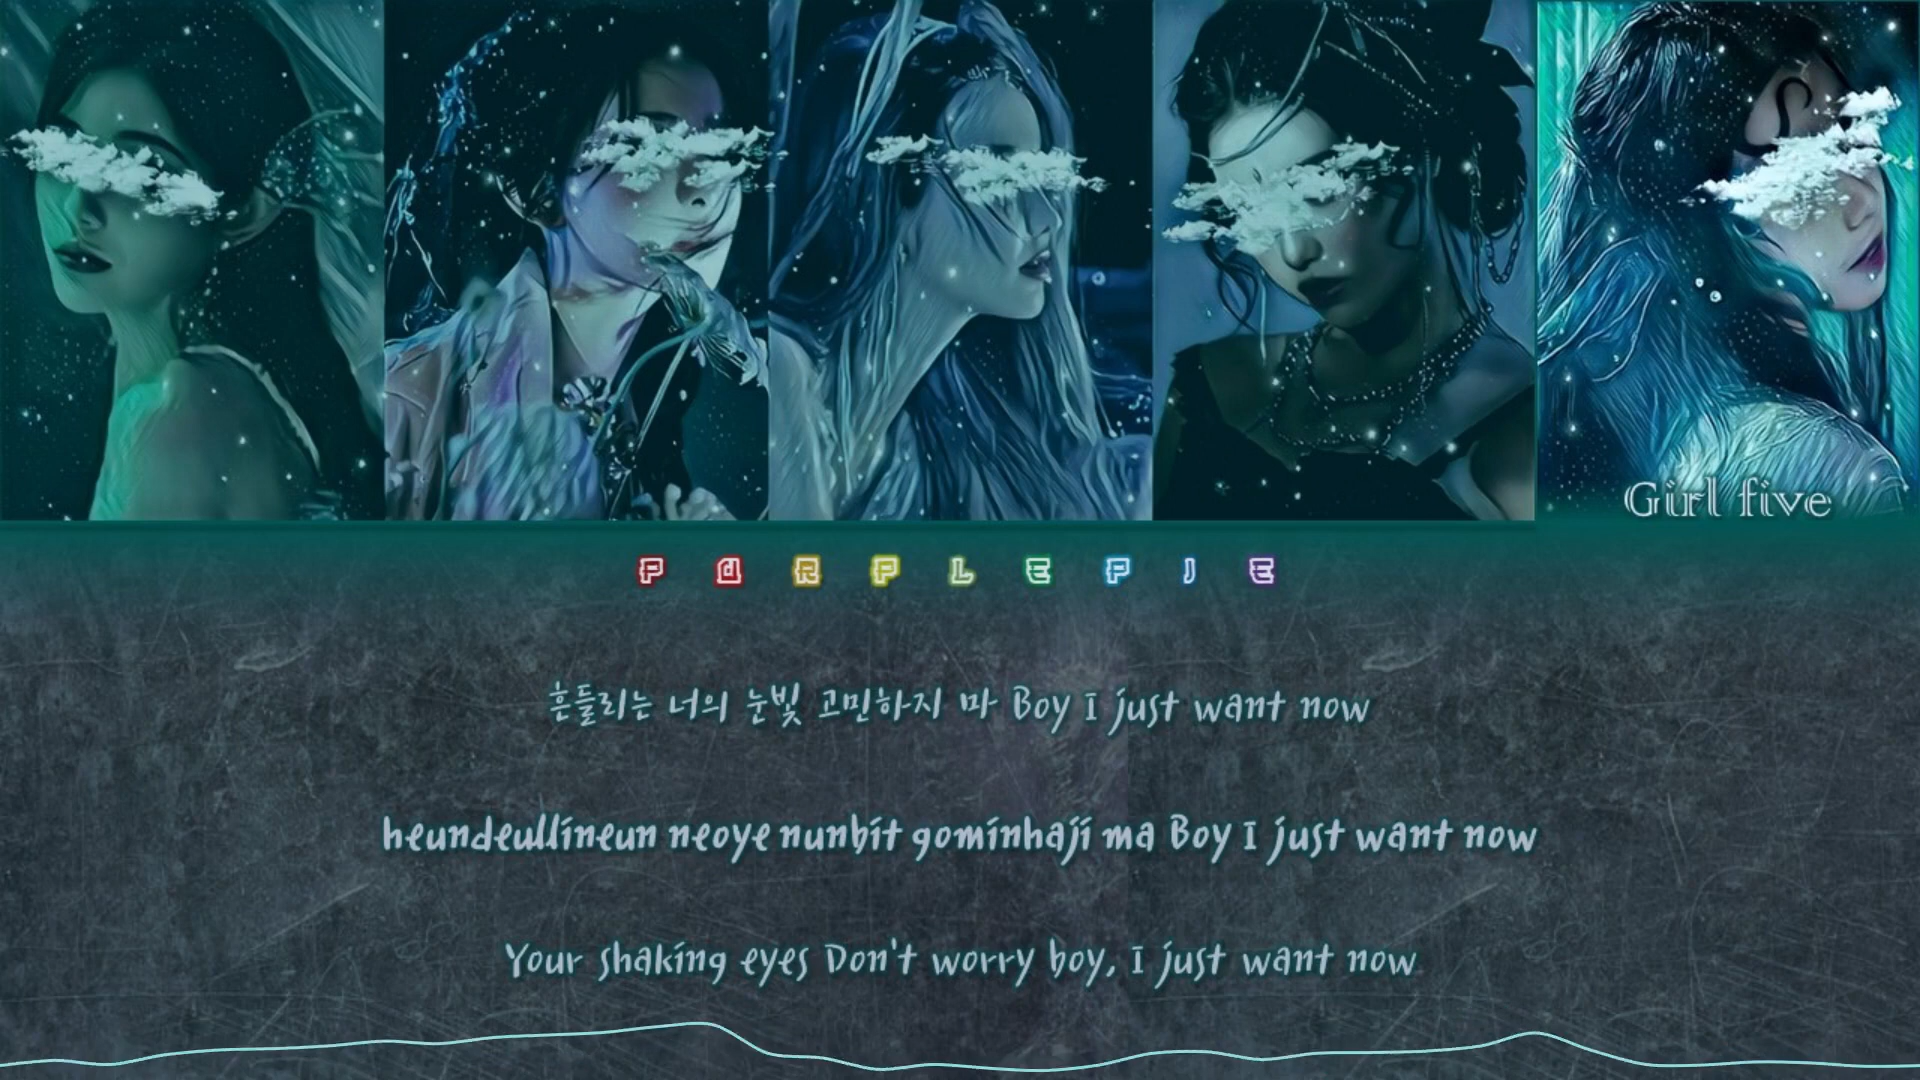 Girl five
PURPLEPIE
흔들리는 너의 눈빛 고민하지 마 Boy I just want now
heundeullineun neoye nunbit gominhaji ma Boy I just want now
Your shaking eyes Don't worry boy, I just want now